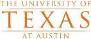 THE UNIVERSITY OF
TEXAS
AT AUSTIN